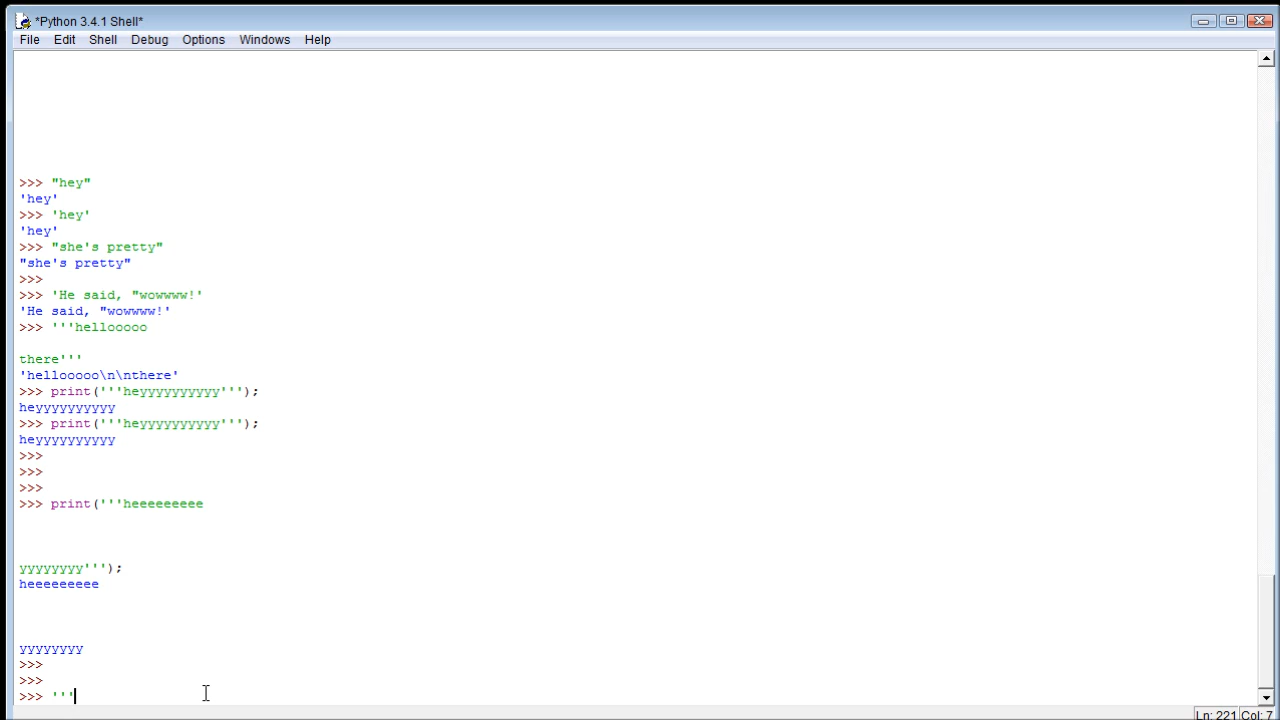 *Python 3.4.1 Shell*
File Edit Shell Debug Options Windows Help
>>> "hey"
'hey'
>>> 'hey'
'hey'
>>> "she's pretty"
"she's pretty"
>>>
>>> 'He said, "wowwww!'
'He said, "wowwww!'
>>> '''hellooooo
there'''
'hellooooo\n\nthere'
>>> print('''heyyyyyyyyyy''');
heyyyyyyyyyy
>>> print('''heyyyyyyyyyy''');
heyyyyyyyyyy
>>>
>>>
>>>
>>> print('''heeeeeeeee
yyyyyyyy''');
heeeeeeeee
yyyyyyyy
>>>
>>>
>>> '''
Ln: 221 Col: 7